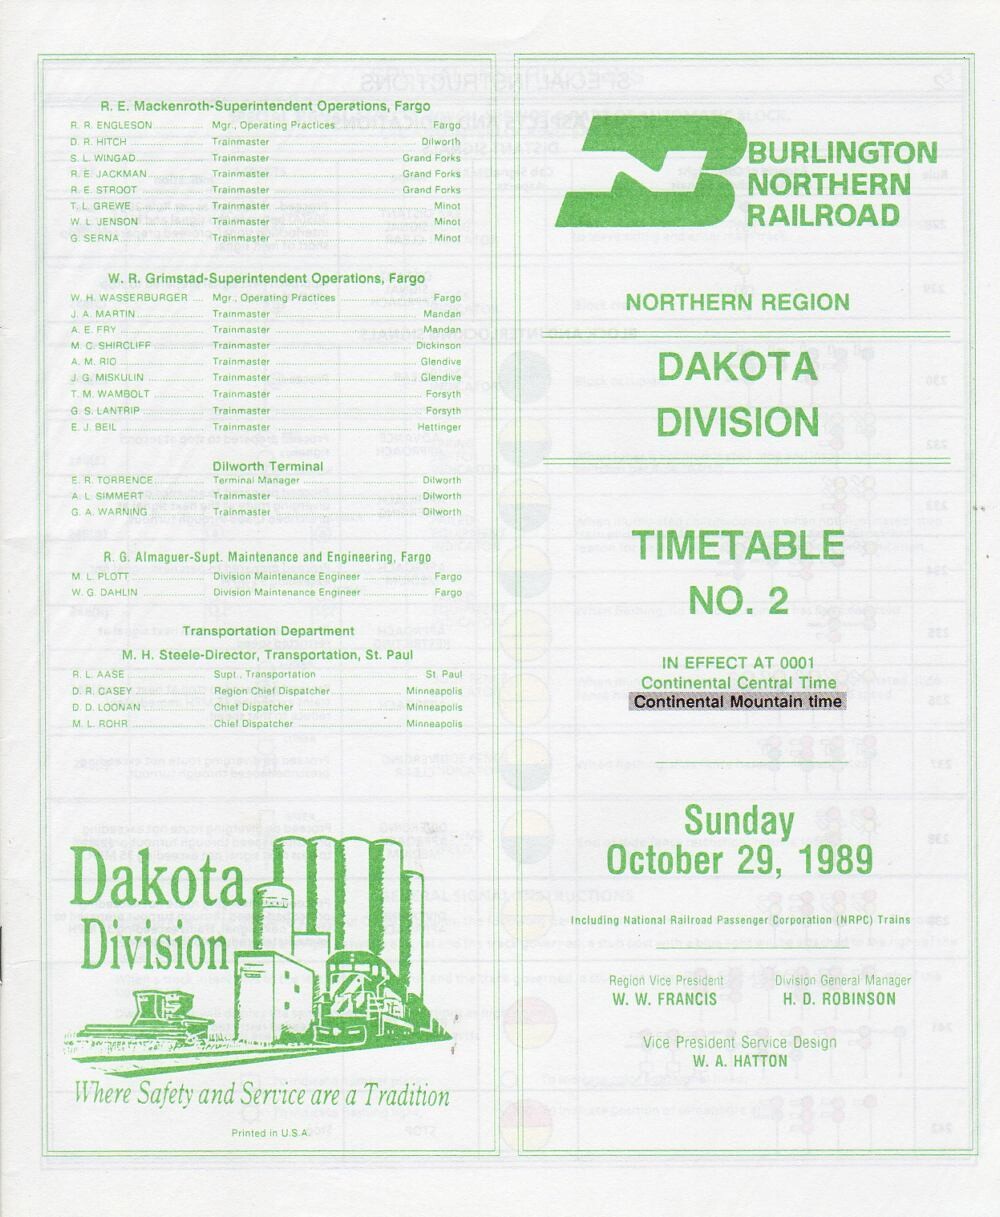 R. E. Mackenroth-Superintendent Operations, Fargo
R. R. ENGLESON Mgr., Operating Practices Fargo
D. R. HITCH Trainmaster Dilworth
S. L. WINGAD Trainmaster Grand Forks
R. E. JACKMAN Trainmaster Grand Forks
R. E. STROOT Trainmaster Grand Forks
T. L. GREWE Trainmaster Minot
W. L. JENSON Trainmaster Minot
G. SERNA Trainmaster Minot
W. R. Grimstad-Superintendent Operations, Fargo
W. H. WASSERBURGER Mgr., Operating Practices Fargo
J. A. MARTIN Trainmaster Mandan
A. E. FRY Trainmaster Mandan
M. C. SHIRCLIFF Trainmaster Dickinson
A. M. RIO Trainmaster Glendive
J. G. MISKULIN Trainmaster Glendive
T. M. WAMBOLT Trainmaster Forsyth
G. S. LANTRIP Trainmaster Forsyth
E. J. BEIL Trainmaster Hettinger
Dilworth Terminal
E. R. TORRENCE Terminal Manager Dilworth
A. L. SIMMERT Trainmaster Dilworth
G. A. WARNING Trainmaster Dilworth
R. G. Almaguer-Supt. Maintenance and Engineering, Fargo
M. L. PLOTT Division Maintenance Engineer Fargo
W. G. DAHLIN Division Maintenance Engineer Fargo
Transportation Department
M. H. Steele-Director, Transportation, St. Paul
R. L. AASE Supt., Transportation St. Paul
D. R. CASEY Region Chief Dispatcher Minneapolis
D. D. LOONAN Chief Dispatcher Minneapolis
M. L. ROHR Chief Dispatcher Minneapolis
Dakota
Division
Where Safety and Service are a Tradition
Printed in U.S.A.
BURLINGTON
NORTHERN
RAILROAD
NORTHERN REGION
DAKOTA
DIVISION
TIMETABLE
NO. 2
IN EFFECT AT 0001
Continental Central Time
Continental Mountain time
Sunday
October 29, 1989
Including National Railroad Passenger Corporation (NRPC) Trains
Region Vice President
W. W. FRANCIS
Division General Manager
H. D. ROBINSON
Vice President Service Design
W. A. HATTON